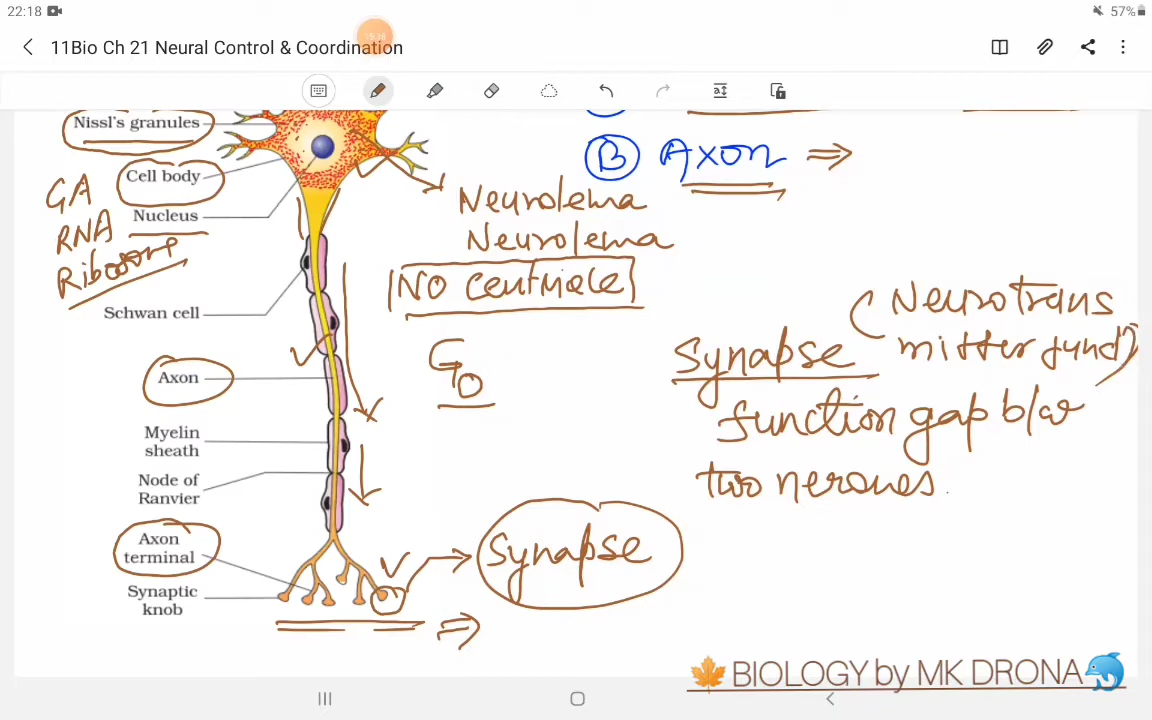 22:18
57%
11Bio Ch 21 Neural Control & Coordination
Nissl's granules
Cell body
Nucleus
Schwan cell
Axon
Myelin
sheath
Node of
Ranvier
Axon
terminal
Synaptic
knob
GA
RNA
Neurolema
Neurolema
NO centriole
G0
B Axon ⇒
Synapse (Neurotrans
mitter fund)
function gap b/w
two nerones.
Synapse
BIOLOGY by MK DRONA